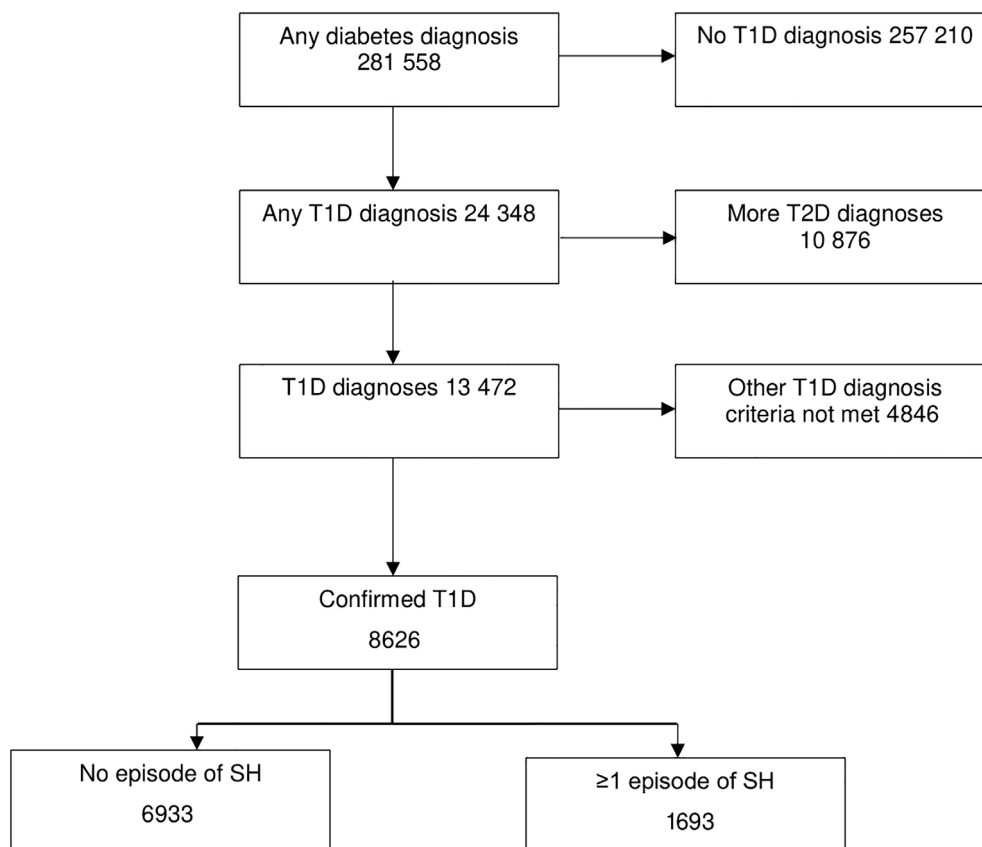 Any diabetes diagnosis
281 558
No T1D diagnosis 257 210
Any T1D diagnosis 24 348
More T2D diagnoses
10 876
T1D diagnoses 13 472
Other T1D diagnosis
criteria not met 4846
Confirmed T1D
8626
No episode of SH
6933
≥1 episode of SH
1693